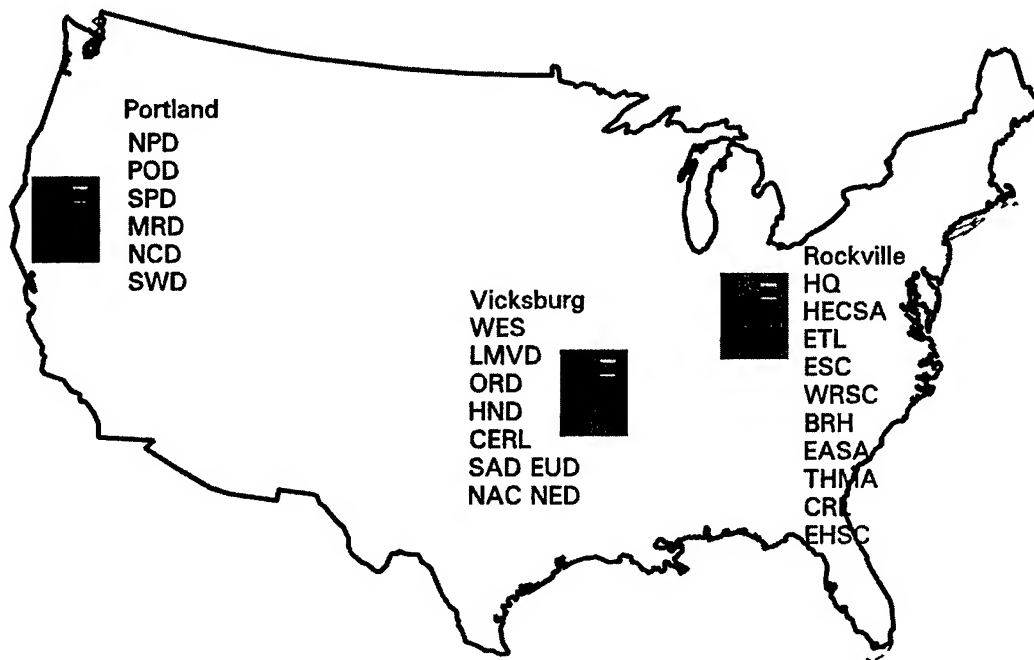 Portland
NPD
POD
SPD
MRD
NCD
SWD
Vicksburg
WES
LMVD
ORD
HND
CERL
SAD EUD
NAC NED
Rockville
HQ
HECSA
ETL
ESC
WRSC
BRH
EASA
THMA
CRL
EHSC